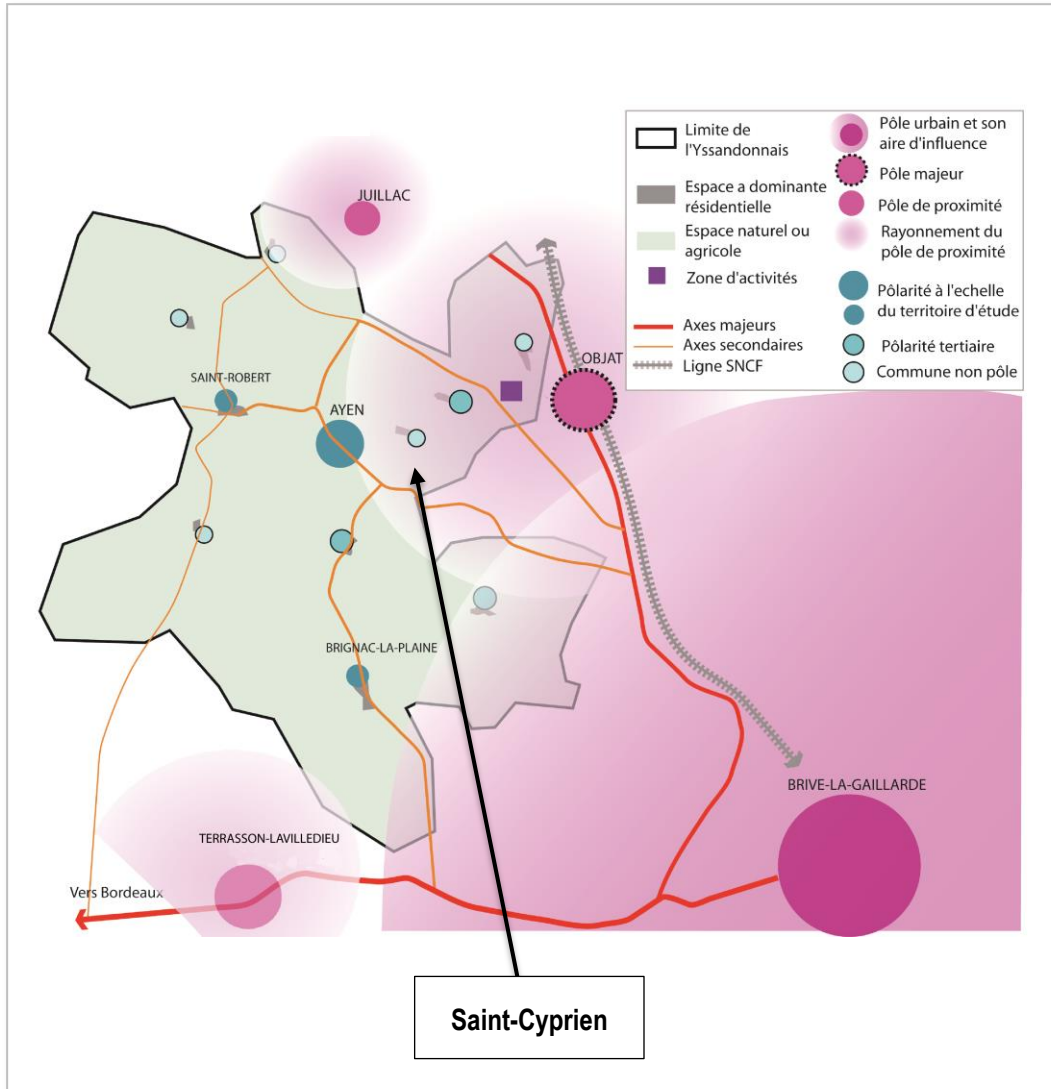 Limite de
l'Yssandonnais
Espace a dominante
résidentielle
Espace naturel ou
agricole
Zone d'activités
Axes majeurs
Axes secondaires
Ligne SNCF
Pôle urbain et son
aire d'influence
Pôle majeur
Pôle de proximité
Rayonnement du
pôle de proximité
Pôlarité à l'echelle
du territoire d'étude
Pôlarité tertiaire
Commune non pôle
JUILLAC
OBJAT
SAINT-ROBERT
AYEN
BRIGNAC-LA-PLAINE
BRIVE-LA-GAILLARDE
TERRASSON-LAVILLEDIEU
Vers Bordeaux
Saint-Cyprien